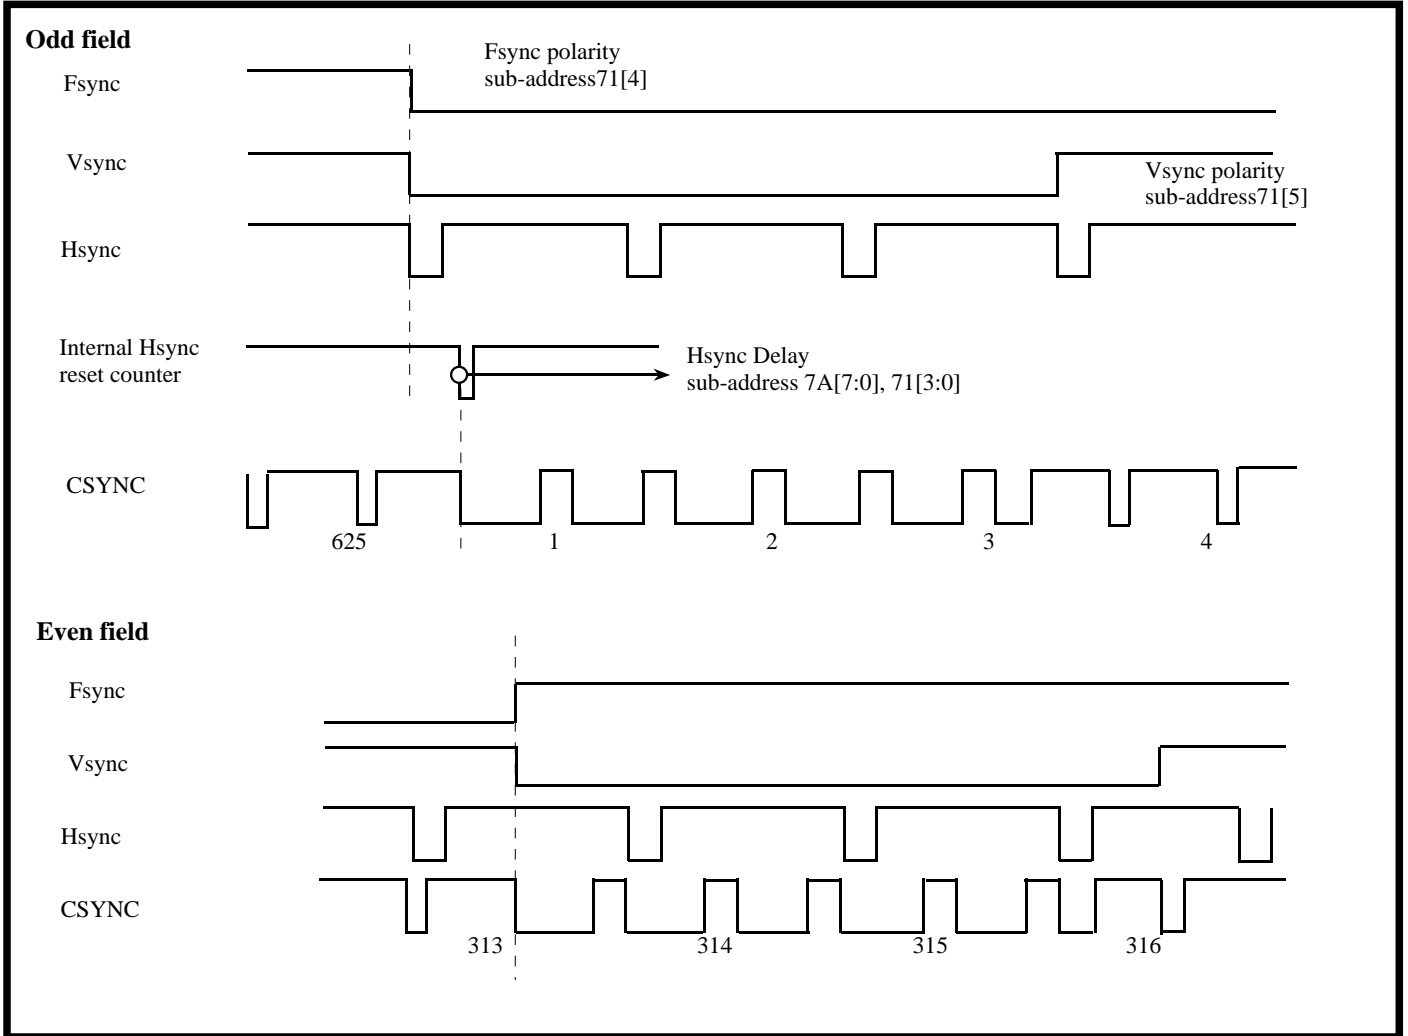 Odd field
Fsync
Fsync polarity
sub-address71[4]
Vsync
Vsync polarity
sub-address71[5]
Hsync
Internal Hsync
reset counter
Hsync Delay
sub-address 7A[7:0], 71[3:0]
CSYNC
625 1 2 3 4
Even field
Fsync
Vsync
Hsync
CSYNC
313 314 315 316